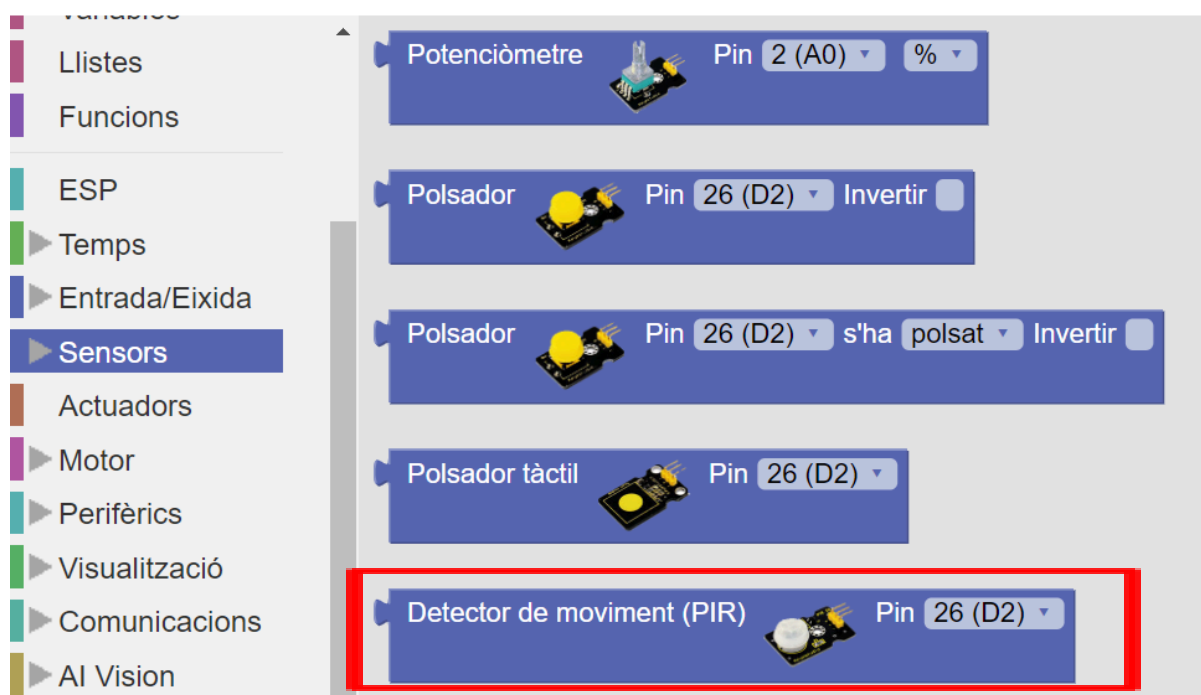 Llistes
Funcions
ESP
Temps
Entrada/Eixida
Sensors
Actuadors
Motor
Perifèrics
Visualització
Comunicacions
AI Vision
Potenciòmetre Pin 2 (A0) %
Polsador Pin 26 (D2) Invertir
Polsador Pin 26 (D2) s'ha polsat Invertir
Polsador tàctil Pin 26 (D2)
Detector de moviment (PIR) Pin 26 (D2)